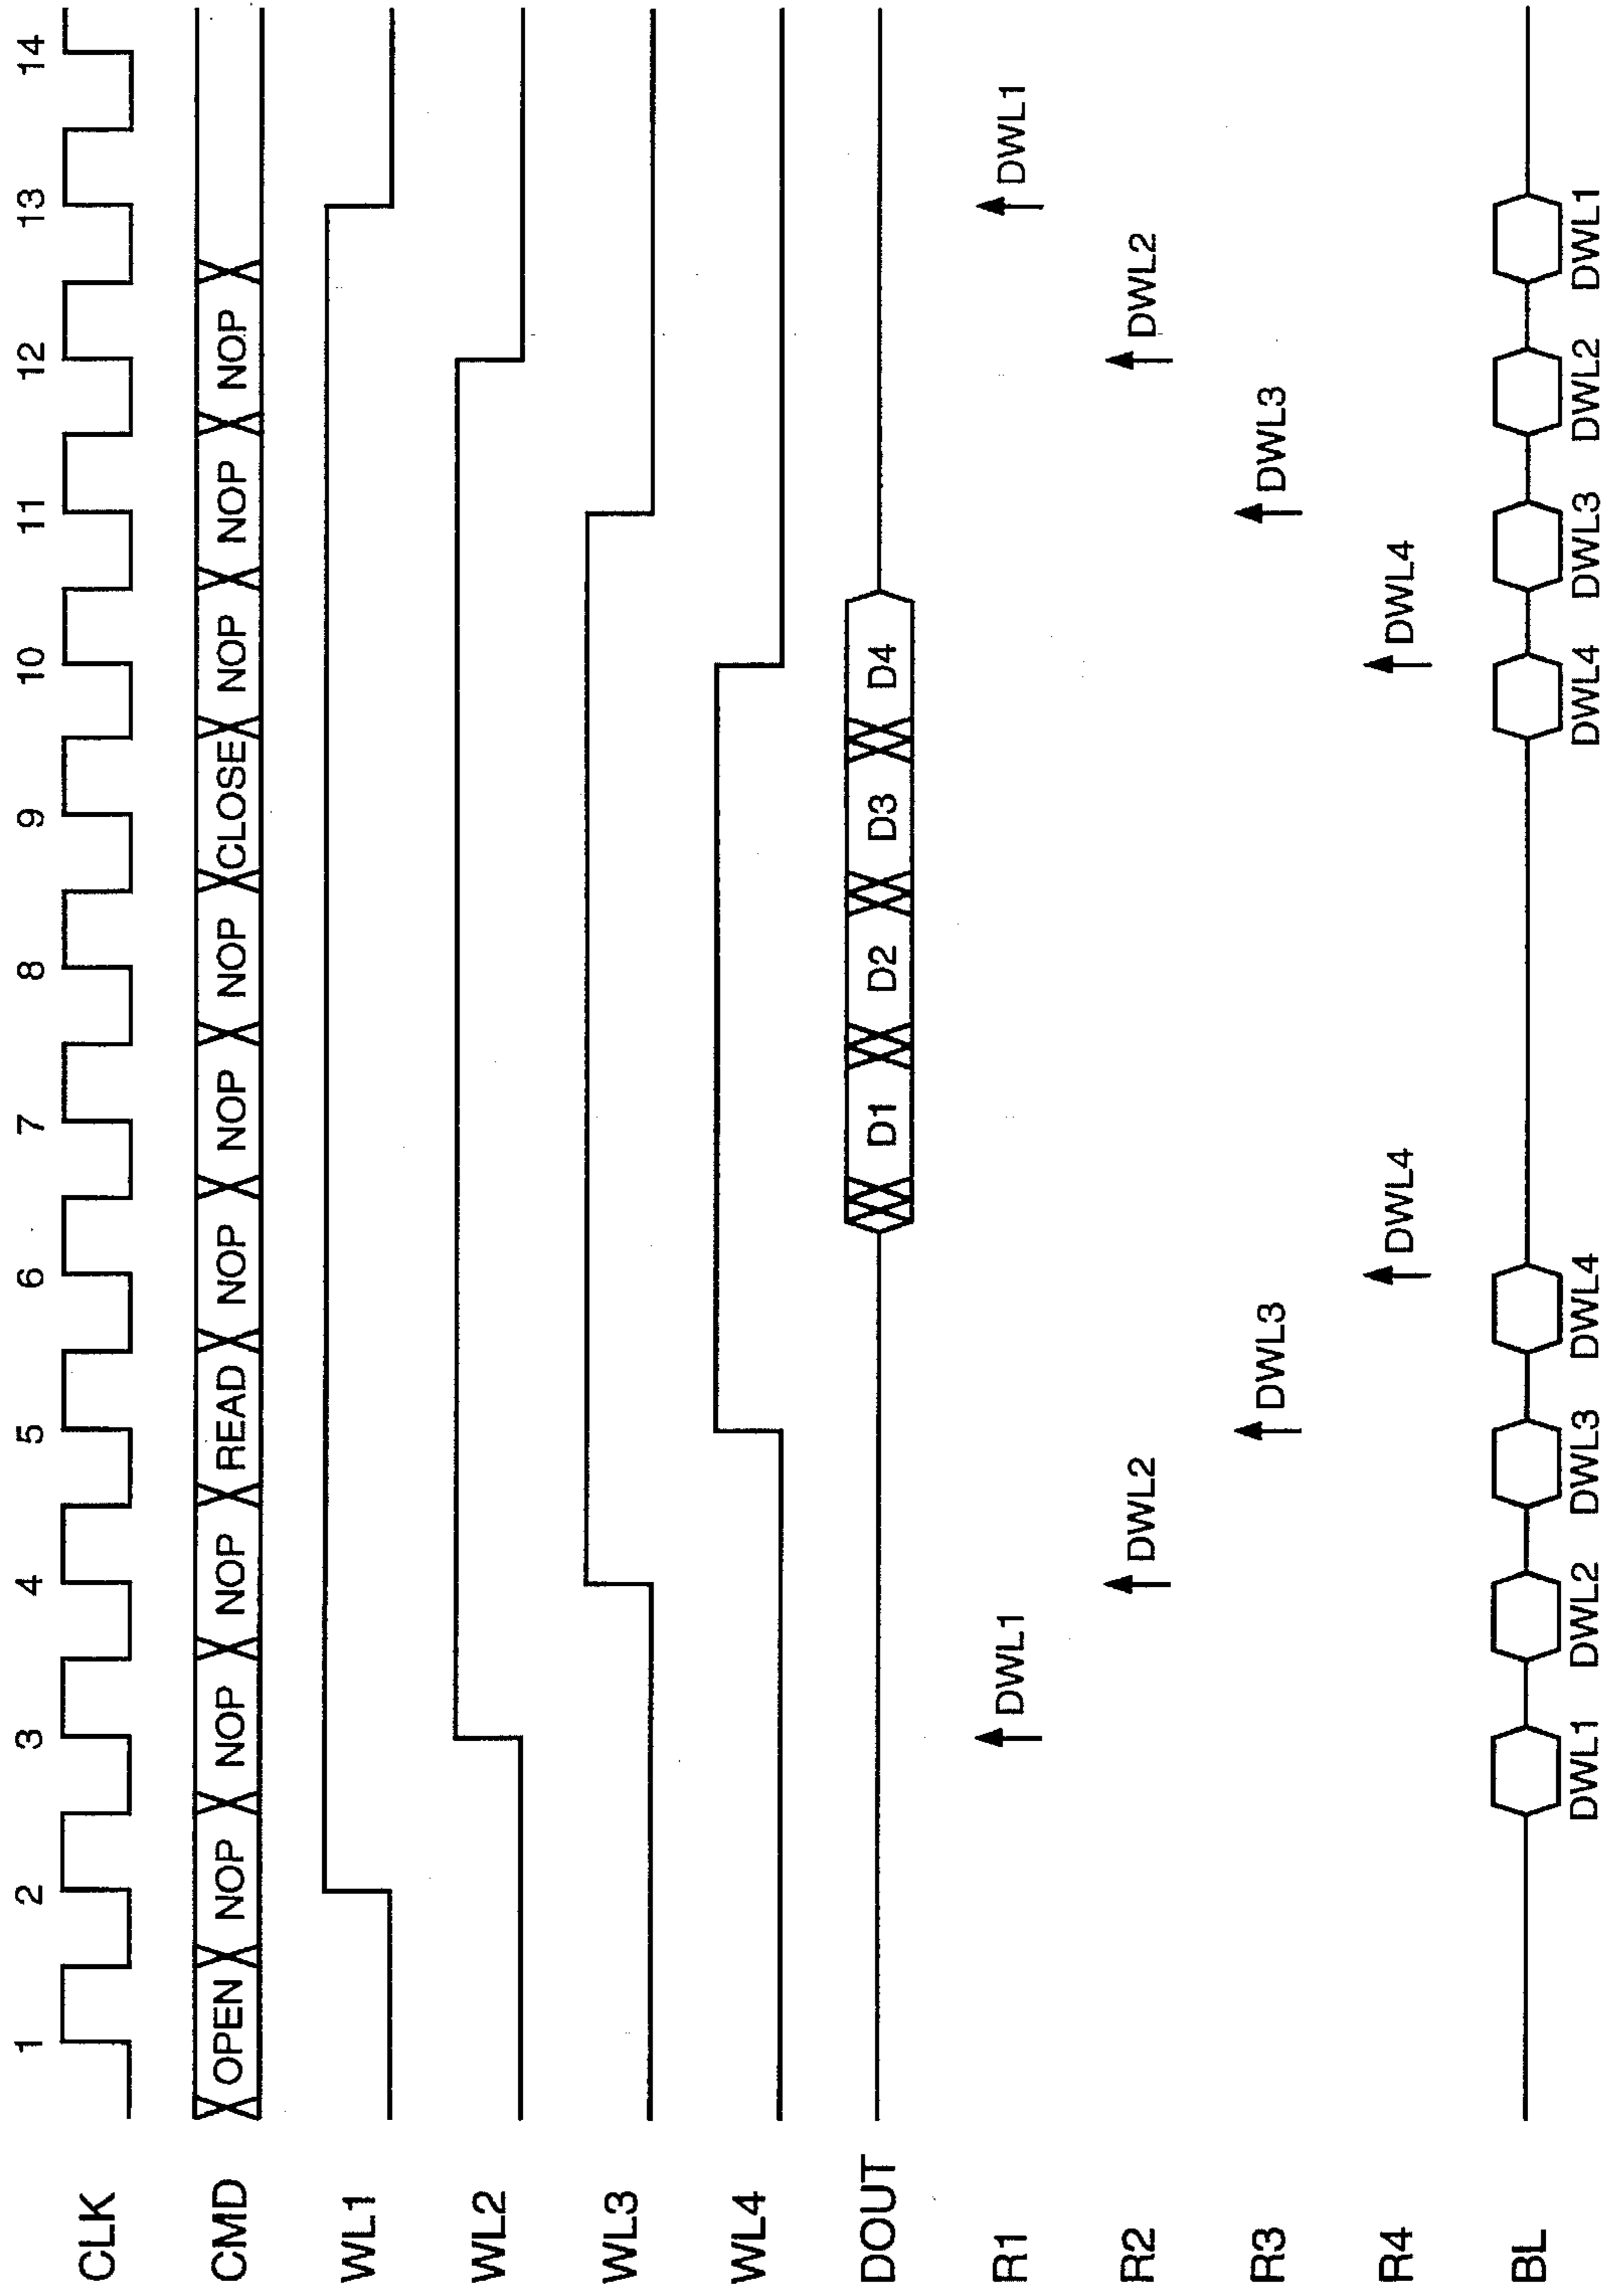 1 2 3 4 5 6 7 8 9 10 11 12 13 14
CLK
CMD OPEN NOP NOP NOP READ NOP NOP NOP CLOSE NOP NOP NOP
WL1
WL2
WL3
WL4
DOUT D1 D2 D3 D4
R1 DWL1 DWL1
R2 DWL2 DWL2
R3 DWL3 DWL3
R4 DWL4 DWL4
BL
DWL1 DWL2 DWL3 DWL4 DWL4 DWL3 DWL2 DWL1